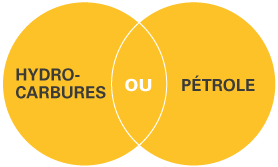 HYDRO-
CARBURES
OU
PÉTROLE